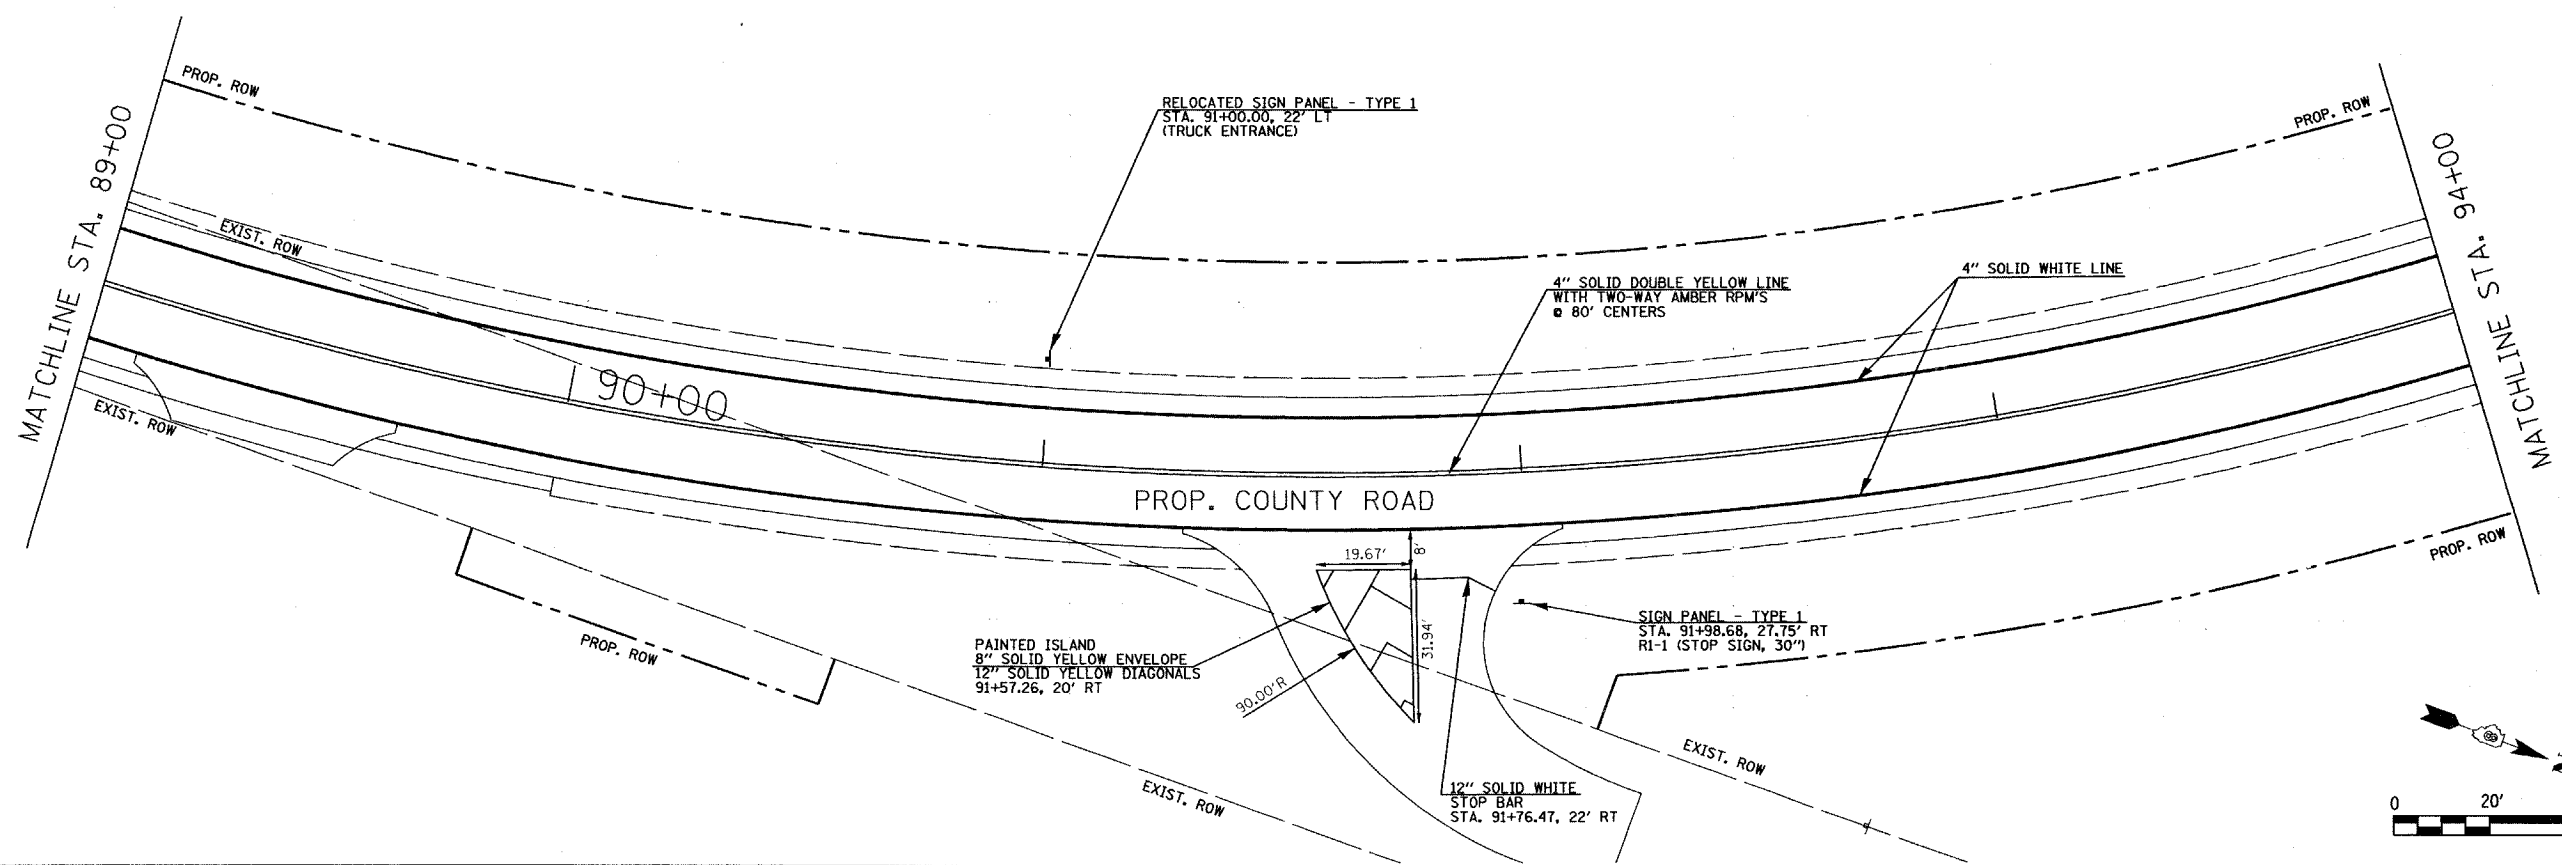 PROP. ROW
MATCHLINE STA. 89+00
EXIST. ROW
EXIST. ROW
RELOCATED SIGN PANEL - TYPE 1
STA. 91+00.00, 22' LT
(TRUCK ENTRANCE)
PROP. ROW
MATCHLINE STA. 94+00
4" SOLID WHITE LINE
4" SOLID DOUBLE YELLOW LINE
WITH TWO-WAY AMBER RPM'S
@ 80' CENTERS
90+00
PROP. COUNTY ROAD
19.67'
8'
31.94'
90.00'R
PROP. ROW
PROP. ROW
PAINTED ISLAND
8" SOLID YELLOW ENVELOPE
12" SOLID YELLOW DIAGONALS
91+57.26, 20' RT
SIGN PANEL - TYPE 1
STA. 91+98.68, 27.75' RT
R1-1 (STOP SIGN, 30")
12" SOLID WHITE
STOP BAR
STA. 91+76.47, 22' RT
EXIST. ROW
EXIST. ROW
0 20'